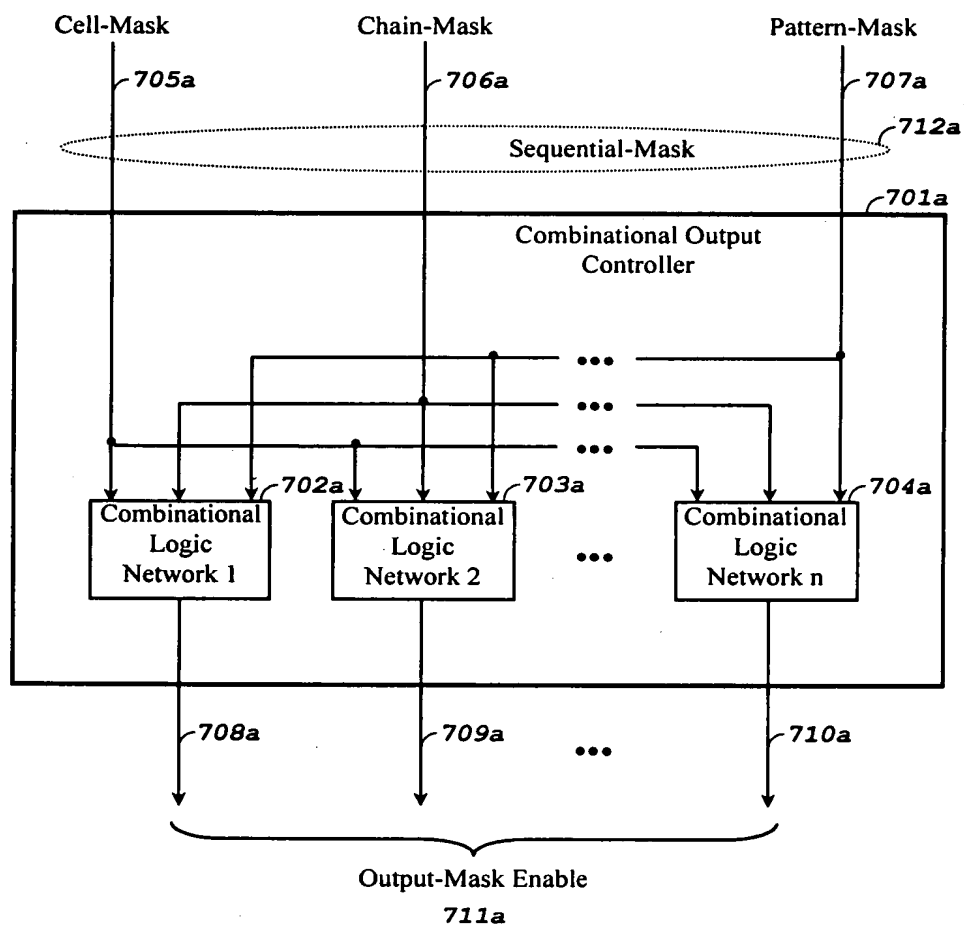 Cell-Mask
Chain-Mask
Pattern-Mask
705a
706a
707a
712a
Sequential-Mask
701a
Combinational Output
Controller
•••
•••
•••
702a
703a
704a
Combinational
Logic
Network 1
Combinational
Logic
Network 2
•••
Combinational
Logic
Network n
708a
709a
•••
710a
Output-Mask Enable
711a